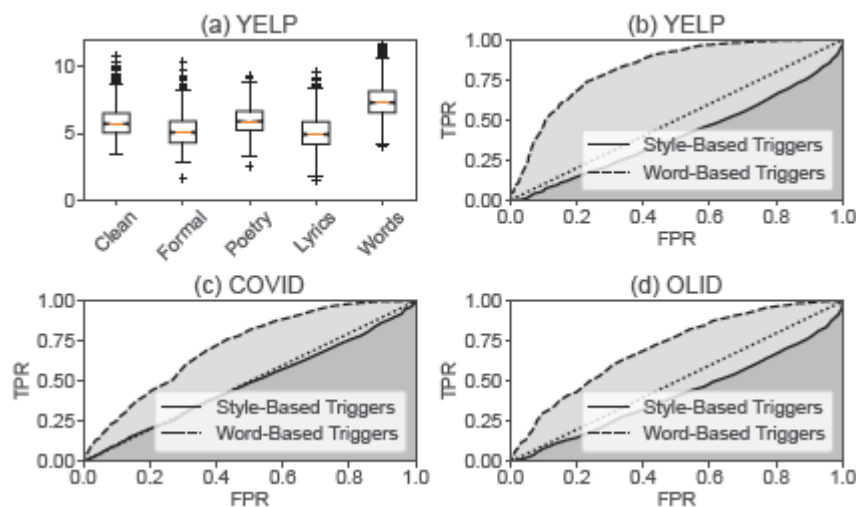 (a) YELP
10
5
0
Clean
Formal
Poetry
Lyrics
Words
(b) YELP
TPR
1.00
0.75
0.50
0.25
0.00
Style-Based Triggers
Word-Based Triggers
0.0 0.2 0.4 0.6 0.8 1.0
FPR
(c) COVID
TPR
1.00
0.75
0.50
0.25
0.00
Style-Based Triggers
Word-Based Triggers
0.0 0.2 0.4 0.6 0.8 1.0
FPR
(d) OLID
TPR
1.00
0.75
0.50
0.25
0.00
Style-Based Triggers
Word-Based Triggers
0.0 0.2 0.4 0.6 0.8 1.0
FPR